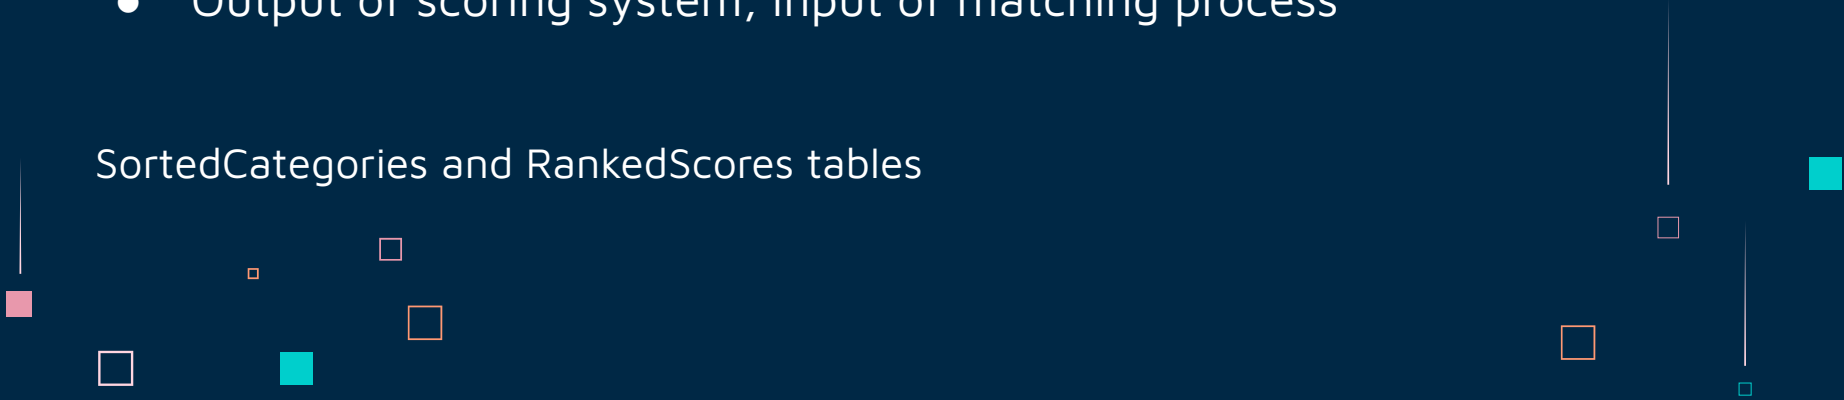 ● Output of scoring system, input of matching process
SortedCategories and RankedScores tables